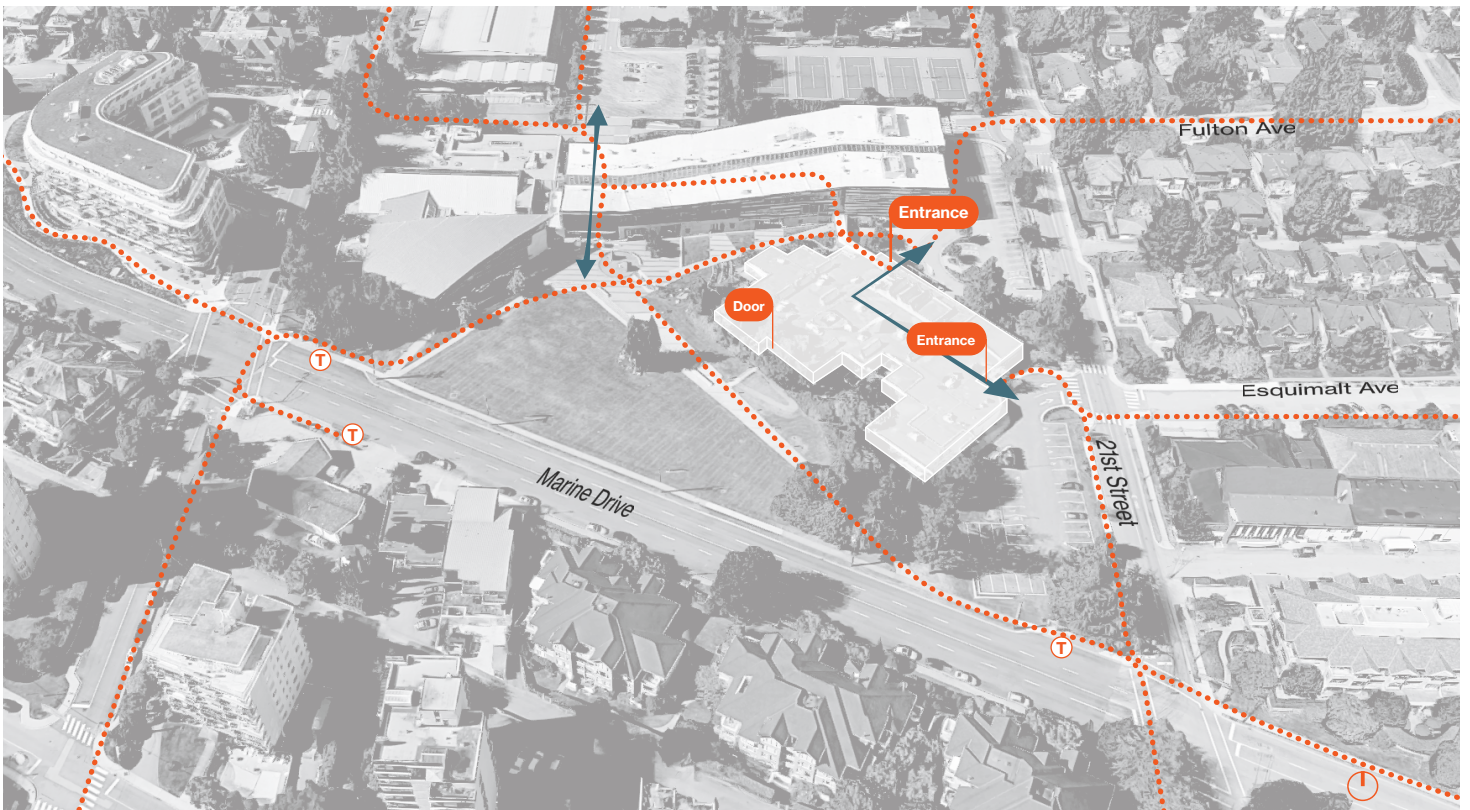 Fulton Ave
Entrance
Door
Entrance
T
Esquimalt Ave
T
21st Street
Marine Drive
T